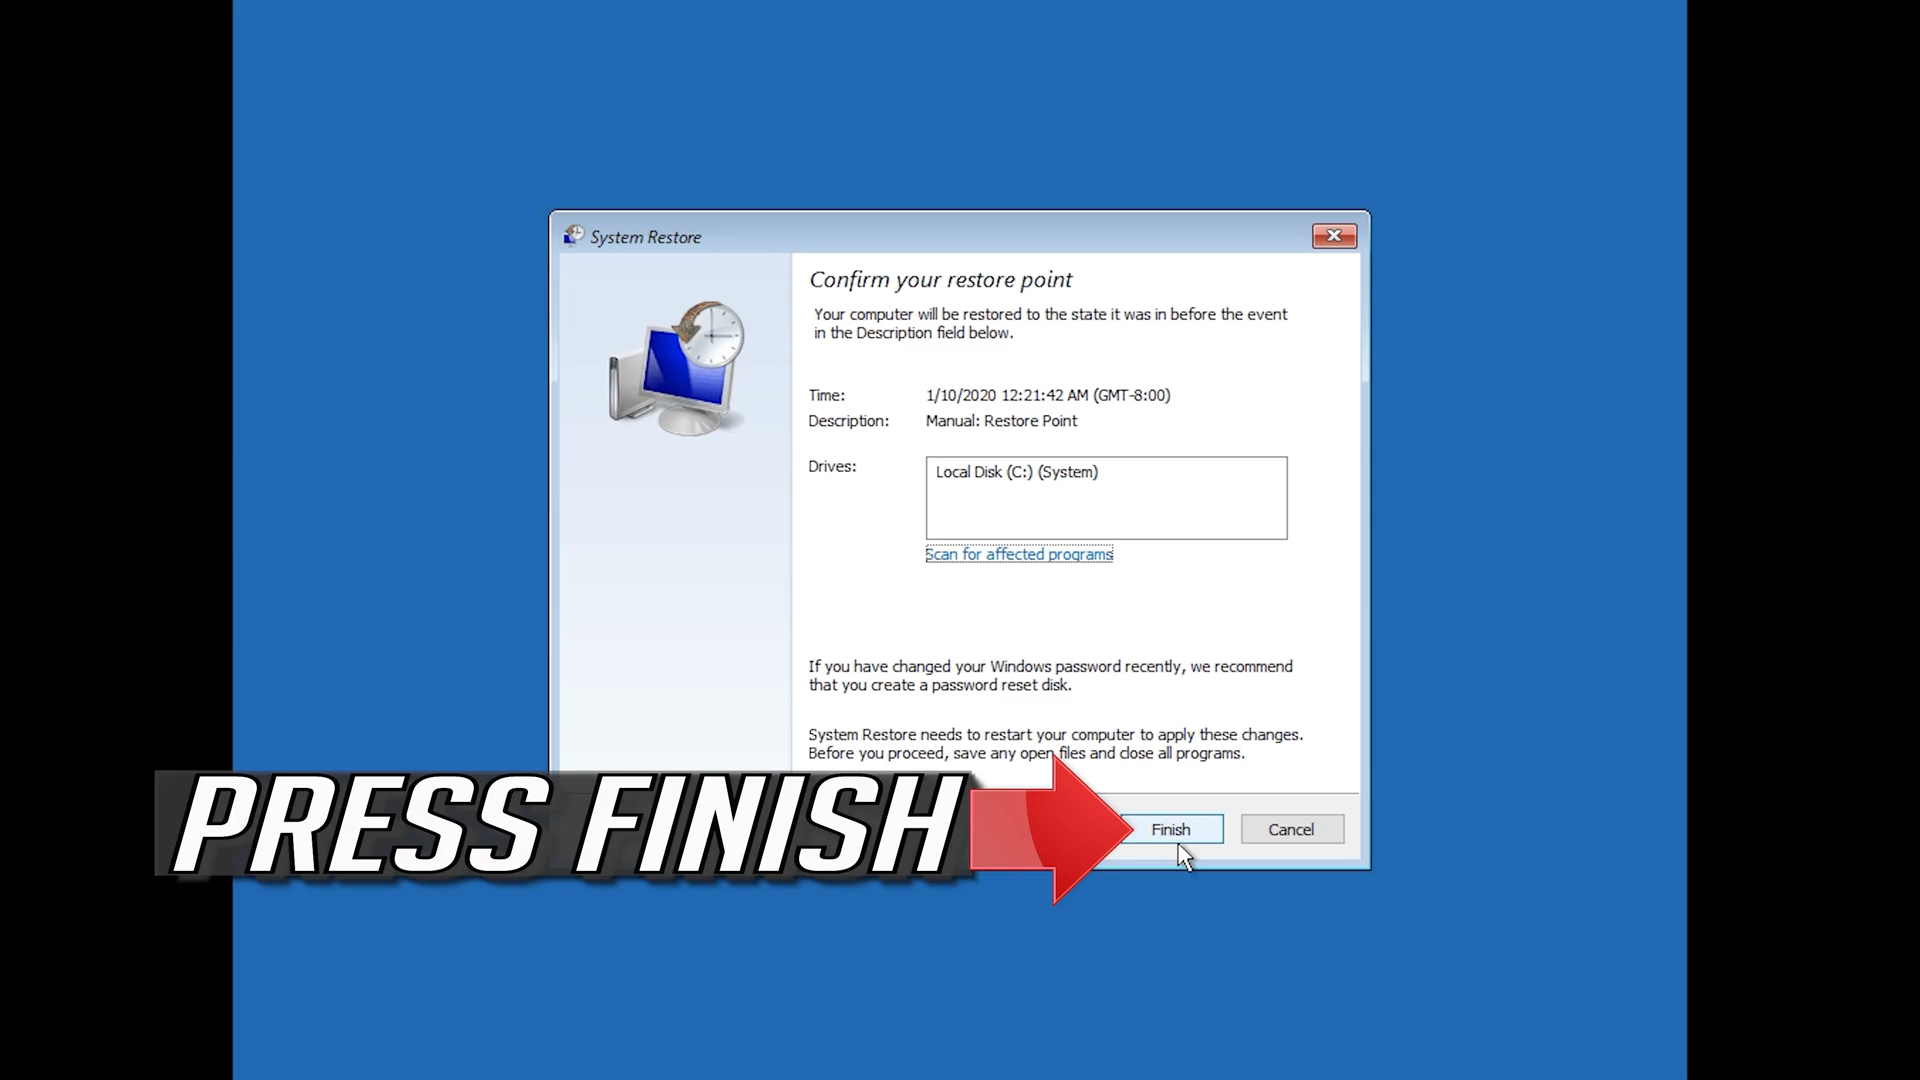 System Restore
Confirm your restore point
Your computer will be restored to the state it was in before the event
in the Description field below.
Time: 1/10/2020 12:21:42 AM (GMT-8:00)
Description: Manual: Restore Point
Drives: Local Disk (C:) (System)
Scan for affected programs
If you have changed your Windows password recently, we recommend
that you create a password reset disk.
System Restore needs to restart your computer to apply these changes.
Before you proceed, save any open files and close all programs.
PRESS FINISH
Finish Cancel